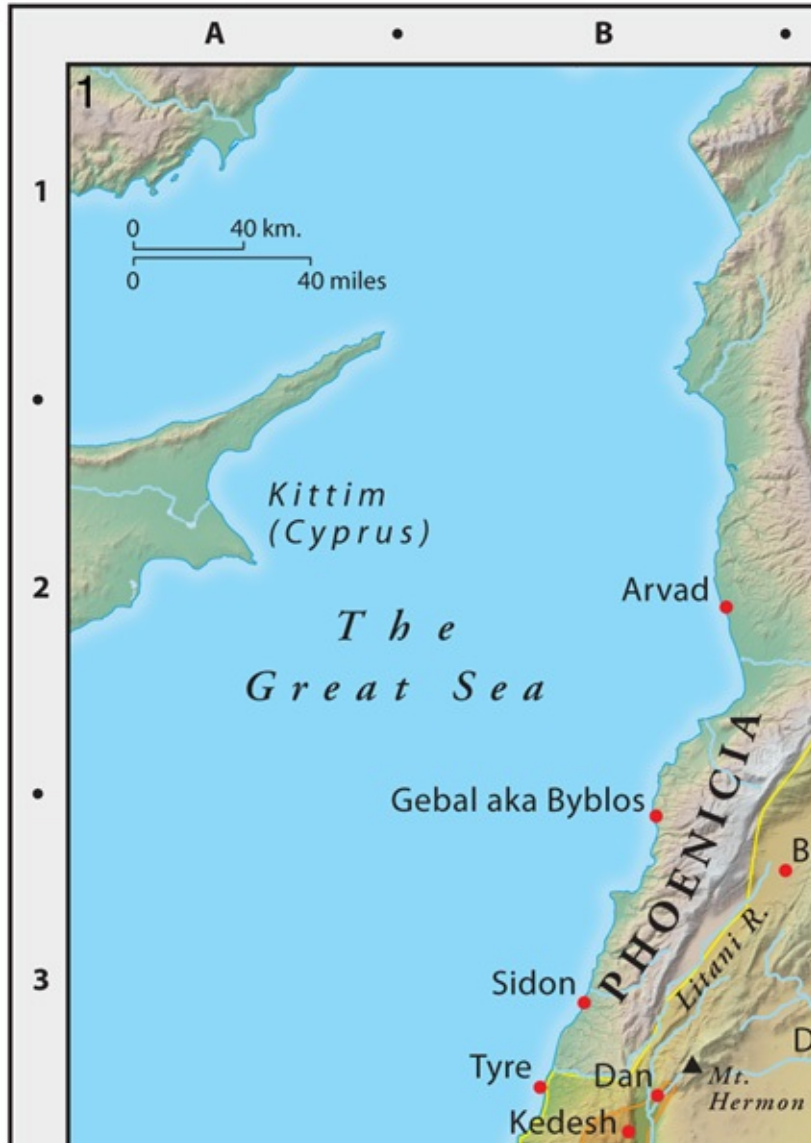 A • B •
1
1
0 40 km.
0 40 miles
•
Kittim
(Cyprus)
2
Arvad
The
Great Sea
PHOENICIA
•
Gebal aka Byblos
B
Litani R.
3
Sidon
D
Tyre
Dan
Mt.
Hermon
Kedesh